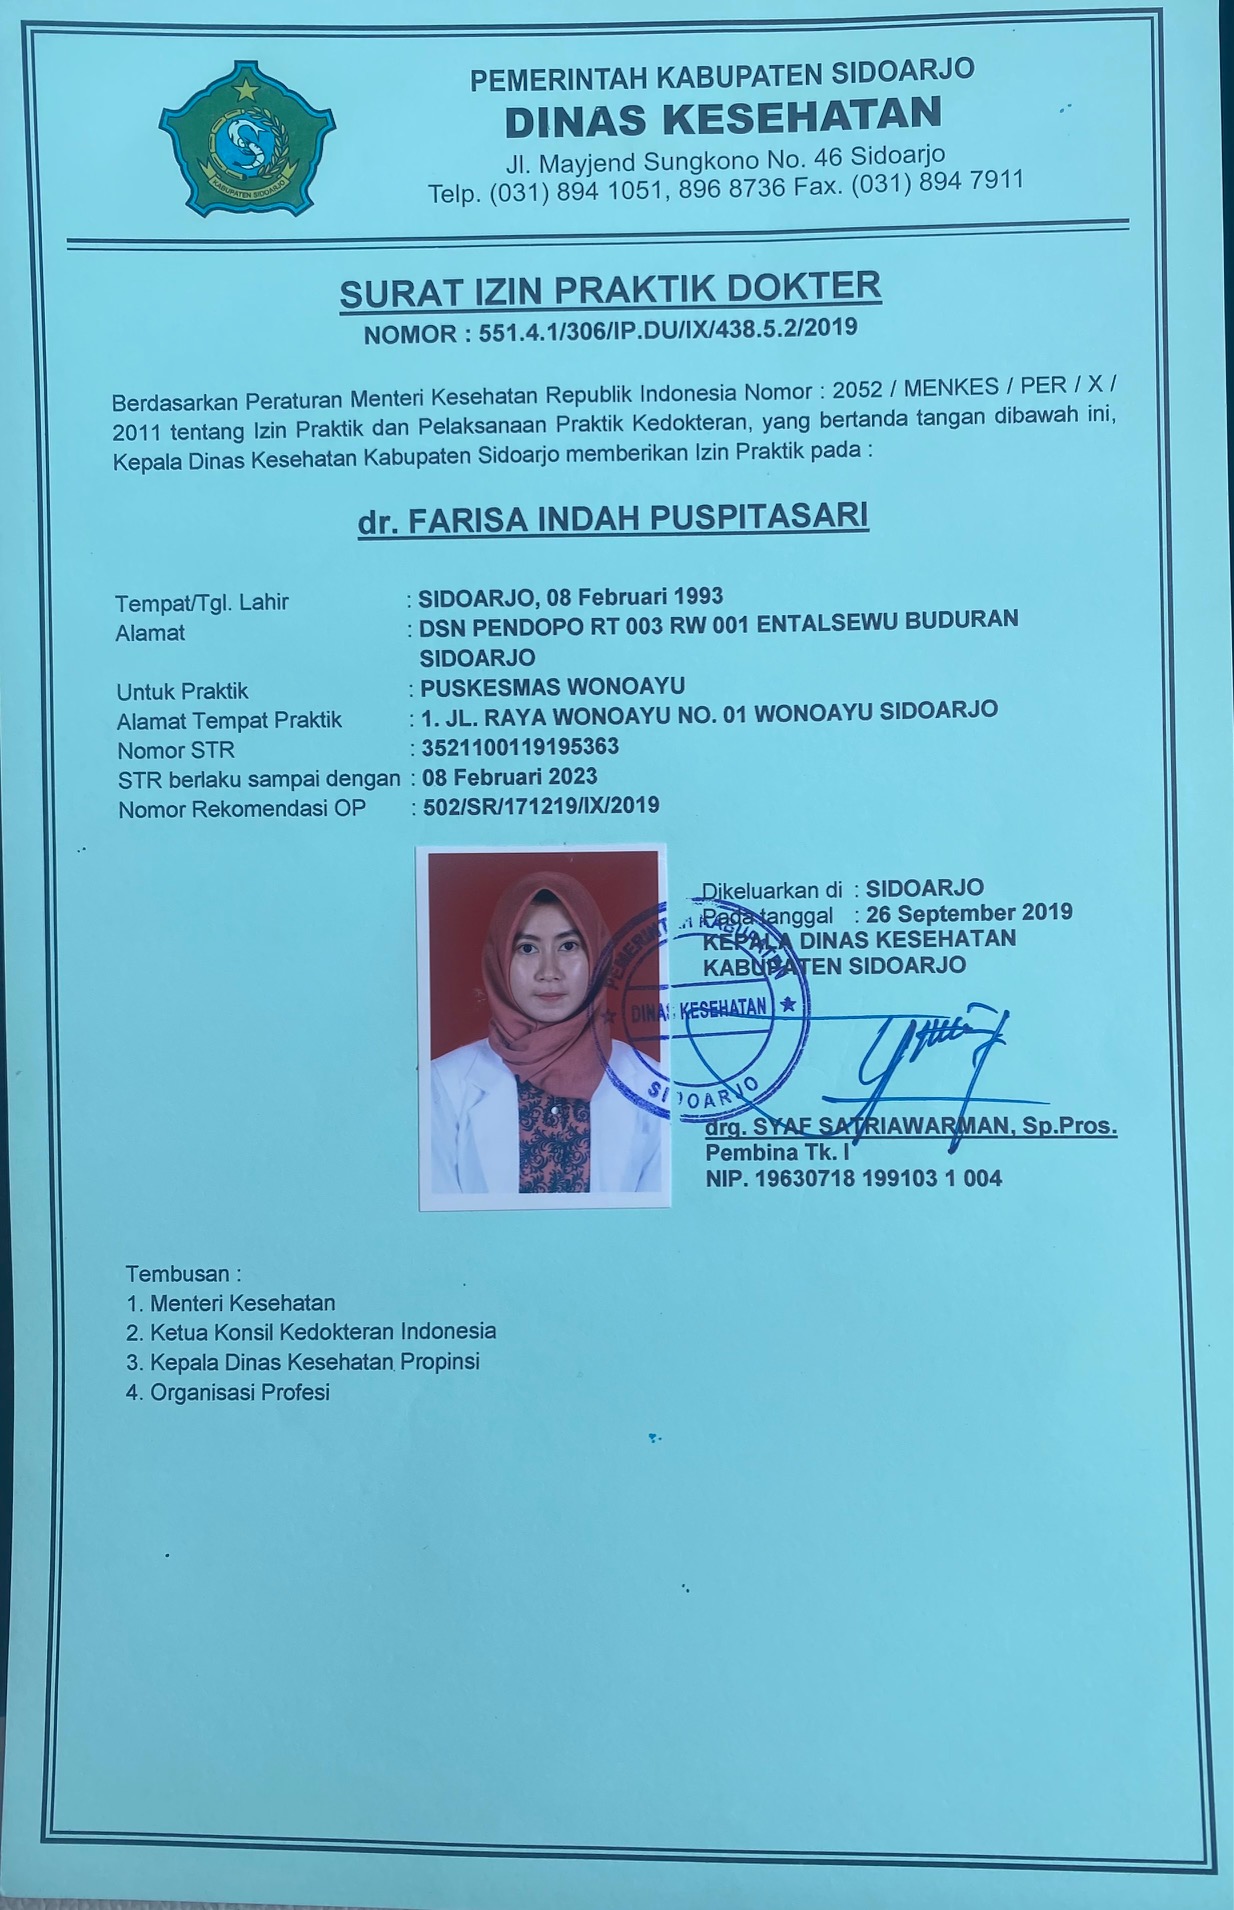 PEMERINTAH KABUPATEN SIDOARJO
DINAS KESEHATAN
Jl. Mayjend Sungkono No. 46 Sidoarjo
Telp. (031) 894 1051, 896 8736 Fax. (031) 894 7911
KABUPATEN SIDOARJO
SURAT IZIN PRAKTIK DOKTER
NOMOR : 551.4.1/306/IP.DU/IX/438.5.2/2019
Berdasarkan Peraturan Menteri Kesehatan Republik Indonesia Nomor : 2052 / MENKES / PER / X /
2011 tentang Izin Praktik dan Pelaksanaan Praktik Kedokteran, yang bertanda tangan dibawah ini,
Kepala Dinas Kesehatan Kabupaten Sidoarjo memberikan Izin Praktik pada :
dr. FARISA INDAH PUSPITASARI
Tempat/Tgl. Lahir : SIDOARJO, 08 Februari 1993
Alamat : DSN PENDOPO RT 003 RW 001 ENTALSEWU BUDURAN
SIDOARJO
Untuk Praktik : PUSKESMAS WONOAYU
Alamat Tempat Praktik : 1. JL. RAYA WONOAYU NO. 01 WONOAYU SIDOARJO
Nomor STR : 3521100119195363
STR berlaku sampai dengan : 08 Februari 2023
Nomor Rekomendasi OP : 502/SR/171219/IX/2019
Dikeluarkan di : SIDOARJO
Pada tanggal : 26 September 2019
KEPALA DINAS KESEHATAN
KABUPATEN SIDOARJO
PEMERINTAH KABUPATEN
DINAS KESEHATAN
SIDOARJO
drg. SYAF SATRIAWARMAN, Sp.Pros.
Pembina Tk. I
NIP. 19630718 199103 1 004
Tembusan :
1. Menteri Kesehatan
2. Ketua Konsil Kedokteran Indonesia
3. Kepala Dinas Kesehatan Propinsi
4. Organisasi Profesi